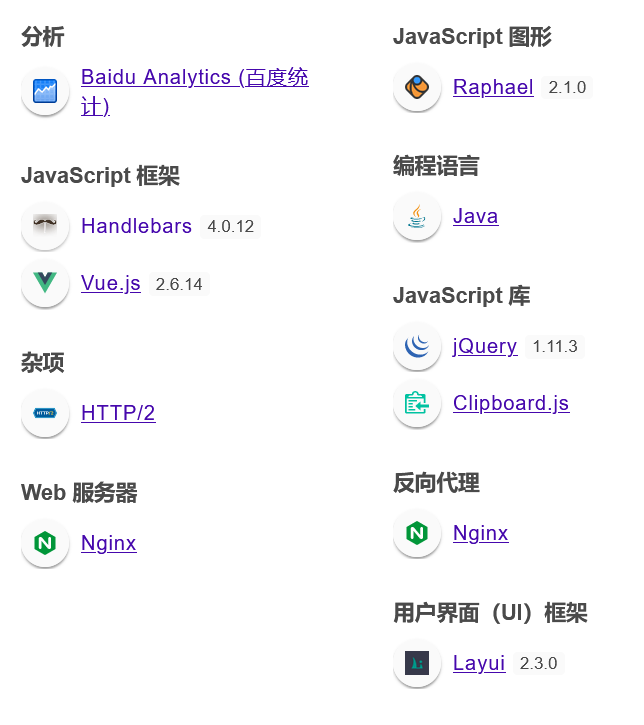 分析
Baidu Analytics (百度统
计)
JavaScript 框架
Handlebars 4.0.12
Vue.js 2.6.14
杂项
HTTP/2
HTTP/2
Web 服务器
Nginx
JavaScript 图形
Raphael 2.1.0
编程语言
Java
JavaScript 库
jQuery 1.11.3
Clipboard.js
反向代理
Nginx
用户界面（UI）框架
Layui 2.3.0